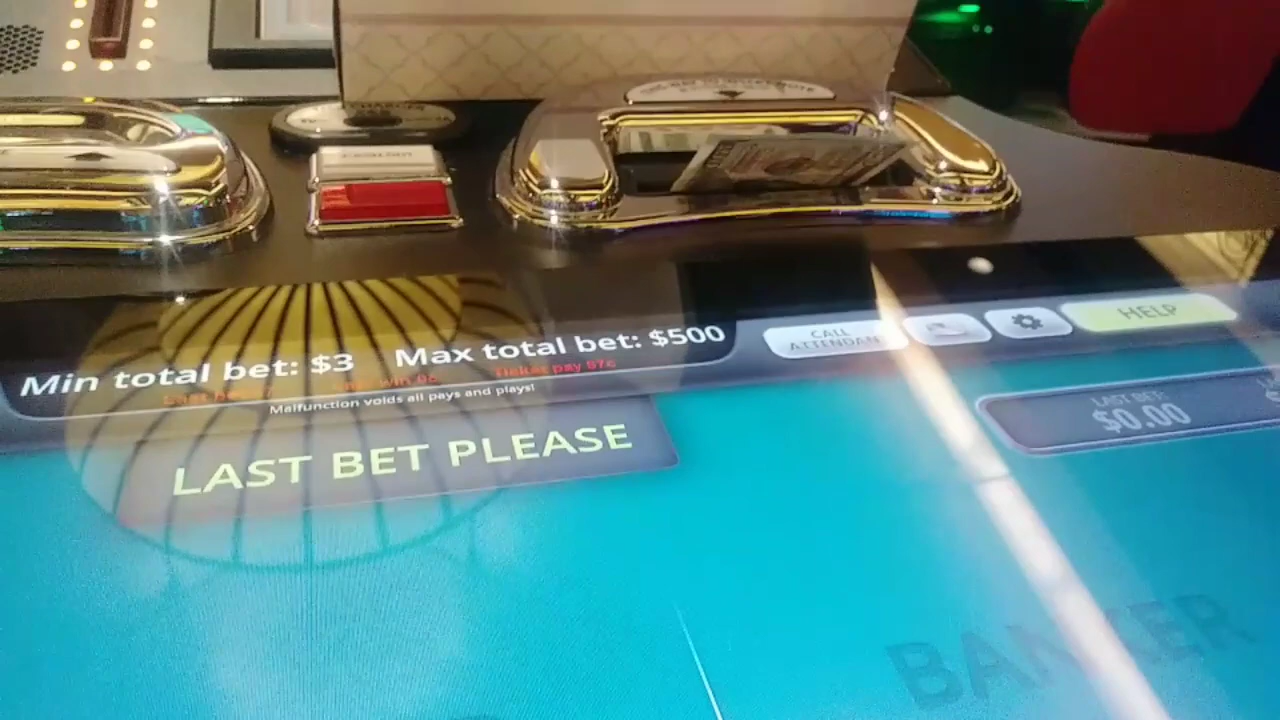 Min total bet: $3 Max total bet: $500
Malfunction voids all pays and plays!
LAST BET PLEASE
CALL
ATTENDANT
HELP
LAST BET:
$0.00
BANKER